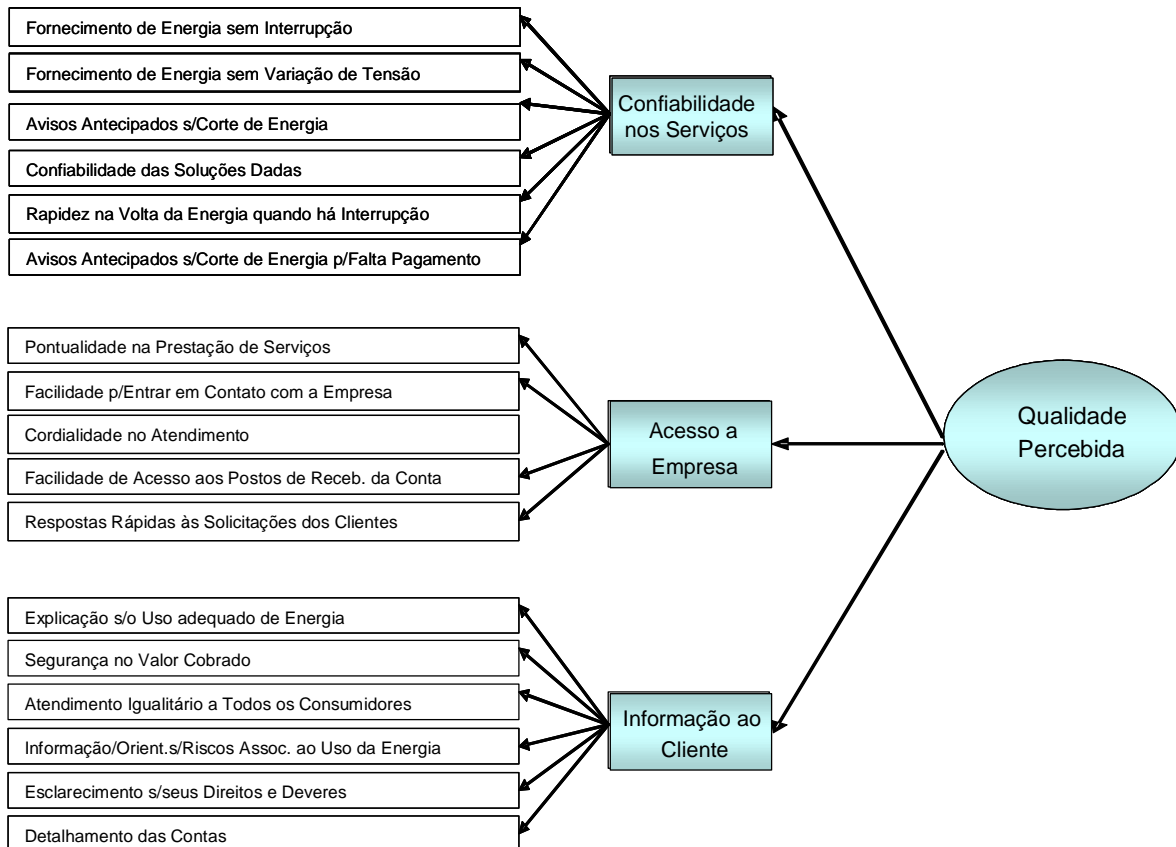 Fornecimento de Energia sem Interrupção
Fornecimento de Energia sem Variação de Tensão
Avisos Antecipados s/Corte de Energia
Confiabilidade das Soluções Dadas
Rapidez na Volta da Energia quando há Interrupção
Avisos Antecipados s/Corte de Energia p/Falta Pagamento
Confiabilidade
nos Serviços
Pontualidade na Prestação de Serviços
Facilidade p/Entrar em Contato com a Empresa
Cordialidade no Atendimento
Facilidade de Acesso aos Postos de Receb. da Conta
Respostas Rápidas às Solicitações dos Clientes
Acesso a
Empresa
Qualidade
Percebida
Explicação s/o Uso adequado de Energia
Segurança no Valor Cobrado
Atendimento Igualitário a Todos os Consumidores
Informação/Orient.s/Riscos Assoc. ao Uso da Energia
Esclarecimento s/seus Direitos e Deveres
Detalhamento das Contas
Informação ao
Cliente